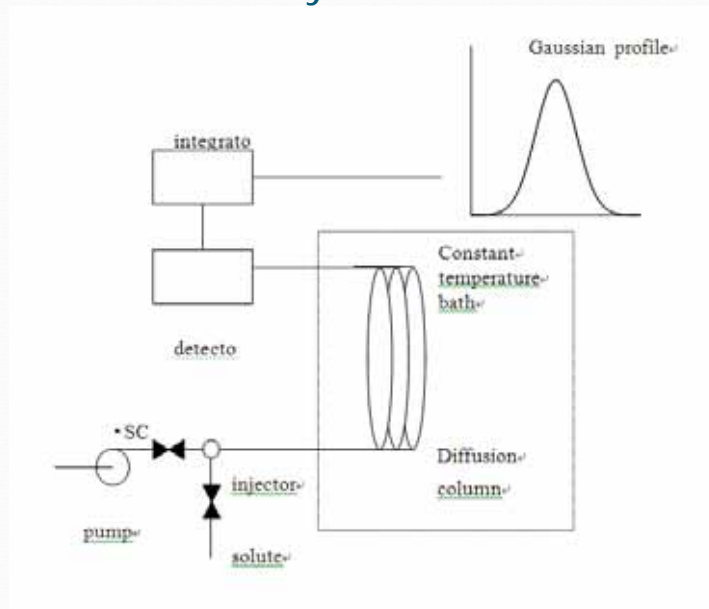 Gaussian profile
integrato
Constant
temperature
bath
detecto
•SC
Diffusion
column
injector
pump
solute